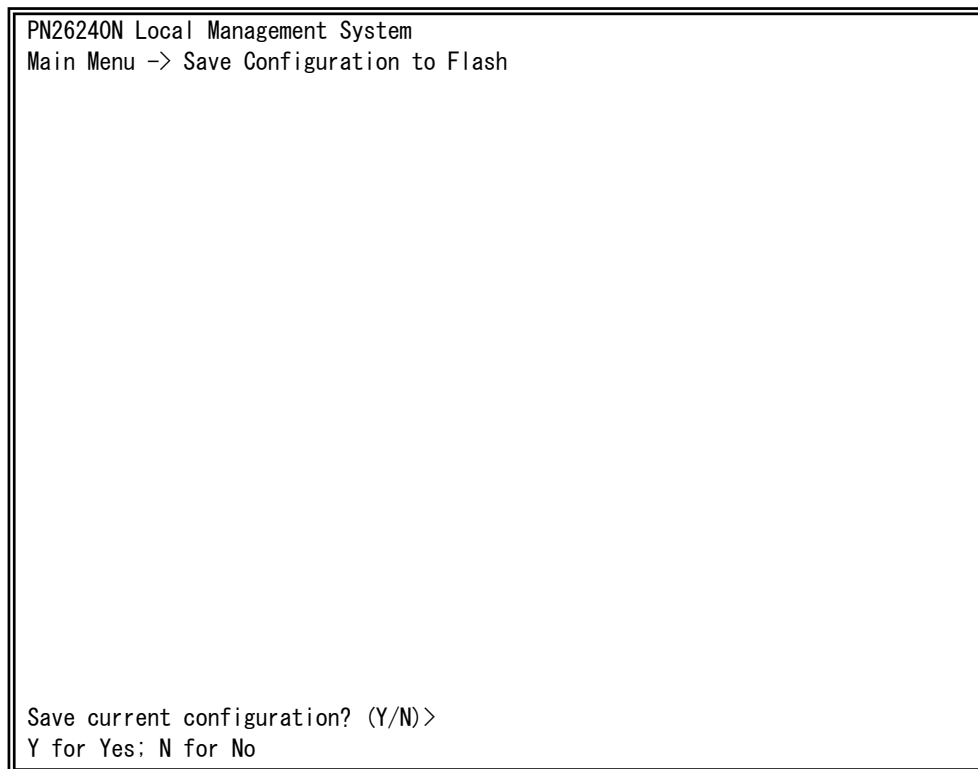 PN26240N Local Management System
Main Menu -> Save Configuration to Flash
Save current configuration? (Y/N)>
Y for Yes; N for No